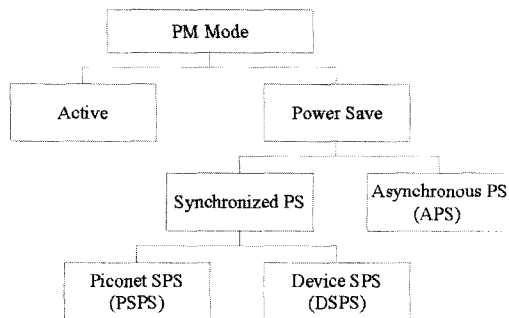 PM Mode
Active
Power Save
Synchronized PS
Asynchronous PS
(APS)
Piconet SPS
(PSPS)
Device SPS
(DSPS)